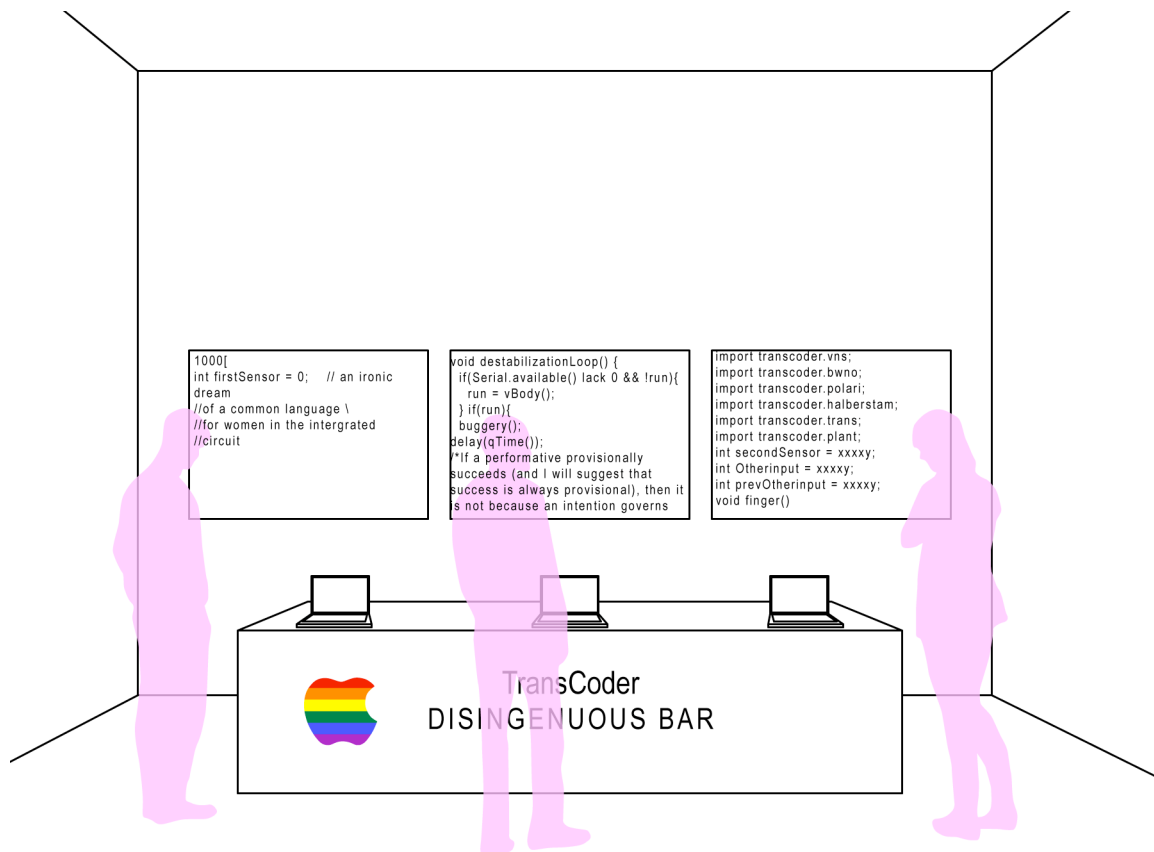 1000[
int firstSensor = 0;    // an ironic
dream
//of a common language \
//for women in the intergrated
//circuit
void destabilizationLoop() {
if(Serial.available() lack 0 && !run){
run = vBody();
} if(run){
buggery();
delay(qTime());
/*If a performative provisionally
succeeds (and I will suggest that
success is always provisional), then it
is not because an intention governs
import transcoder.vns;
import transcoder.bwno;
import transcoder.polari;
import transcoder.halberstam;
import transcoder.trans;
import transcoder.plant;
int secondSensor = xxxxy;
int Otherinput = xxxxy;
int prevOtherinput = xxxxy;
void finger()
TransCoder
DISINGENUOUS BAR